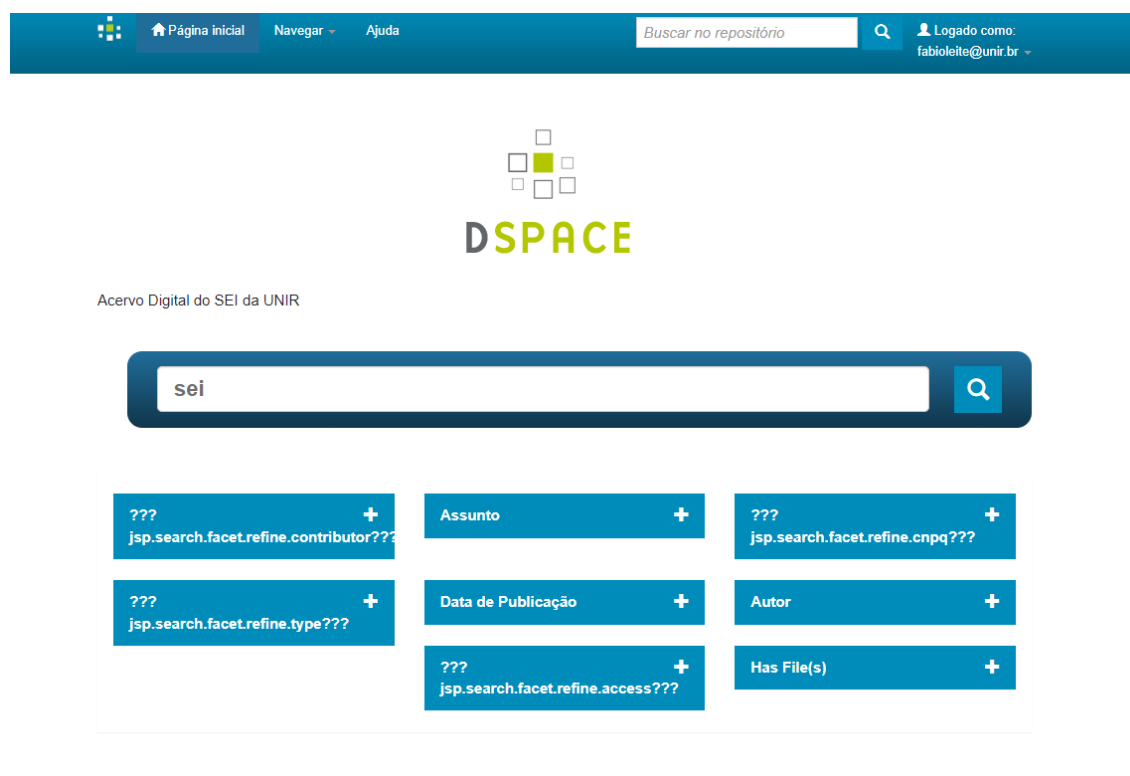 Página inicial
Navegar
Ajuda
Buscar no repositório
Logado como:
fabioleite@unir.br
DSPACE
Acervo Digital do SEI da UNIR
sei
???
jsp.search.facet.refine.contributor???
Assunto
???
jsp.search.facet.refine.cnpq???
???
jsp.search.facet.refine.type???
Data de Publicação
Autor
???
jsp.search.facet.refine.access???
Has File(s)